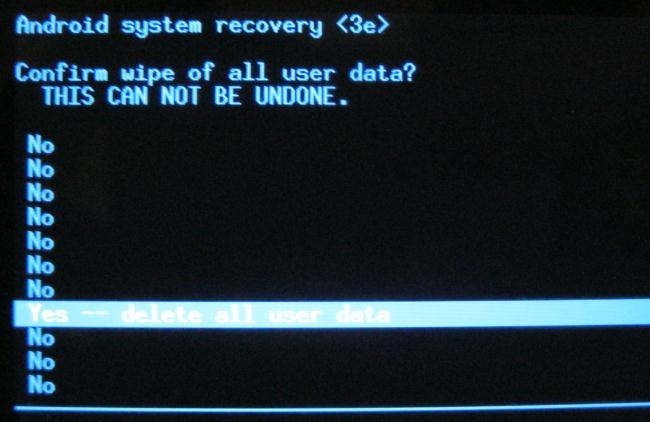 Android system recovery <3e>
Confirm wipe of all user data?
THIS CAN NOT BE UNDONE.
No
No
No
No
No
No
No
Yes -- delete all user data
No
No
No